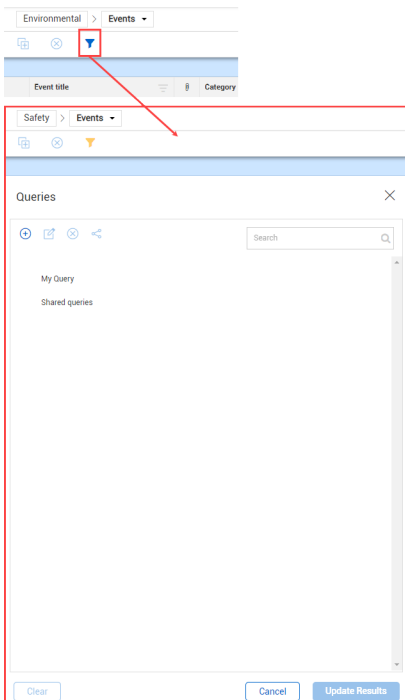 Environmental > Events
Event title Category
Safety > Events
Queries
Search
My Query
Shared queries
Clear Cancel Update Results